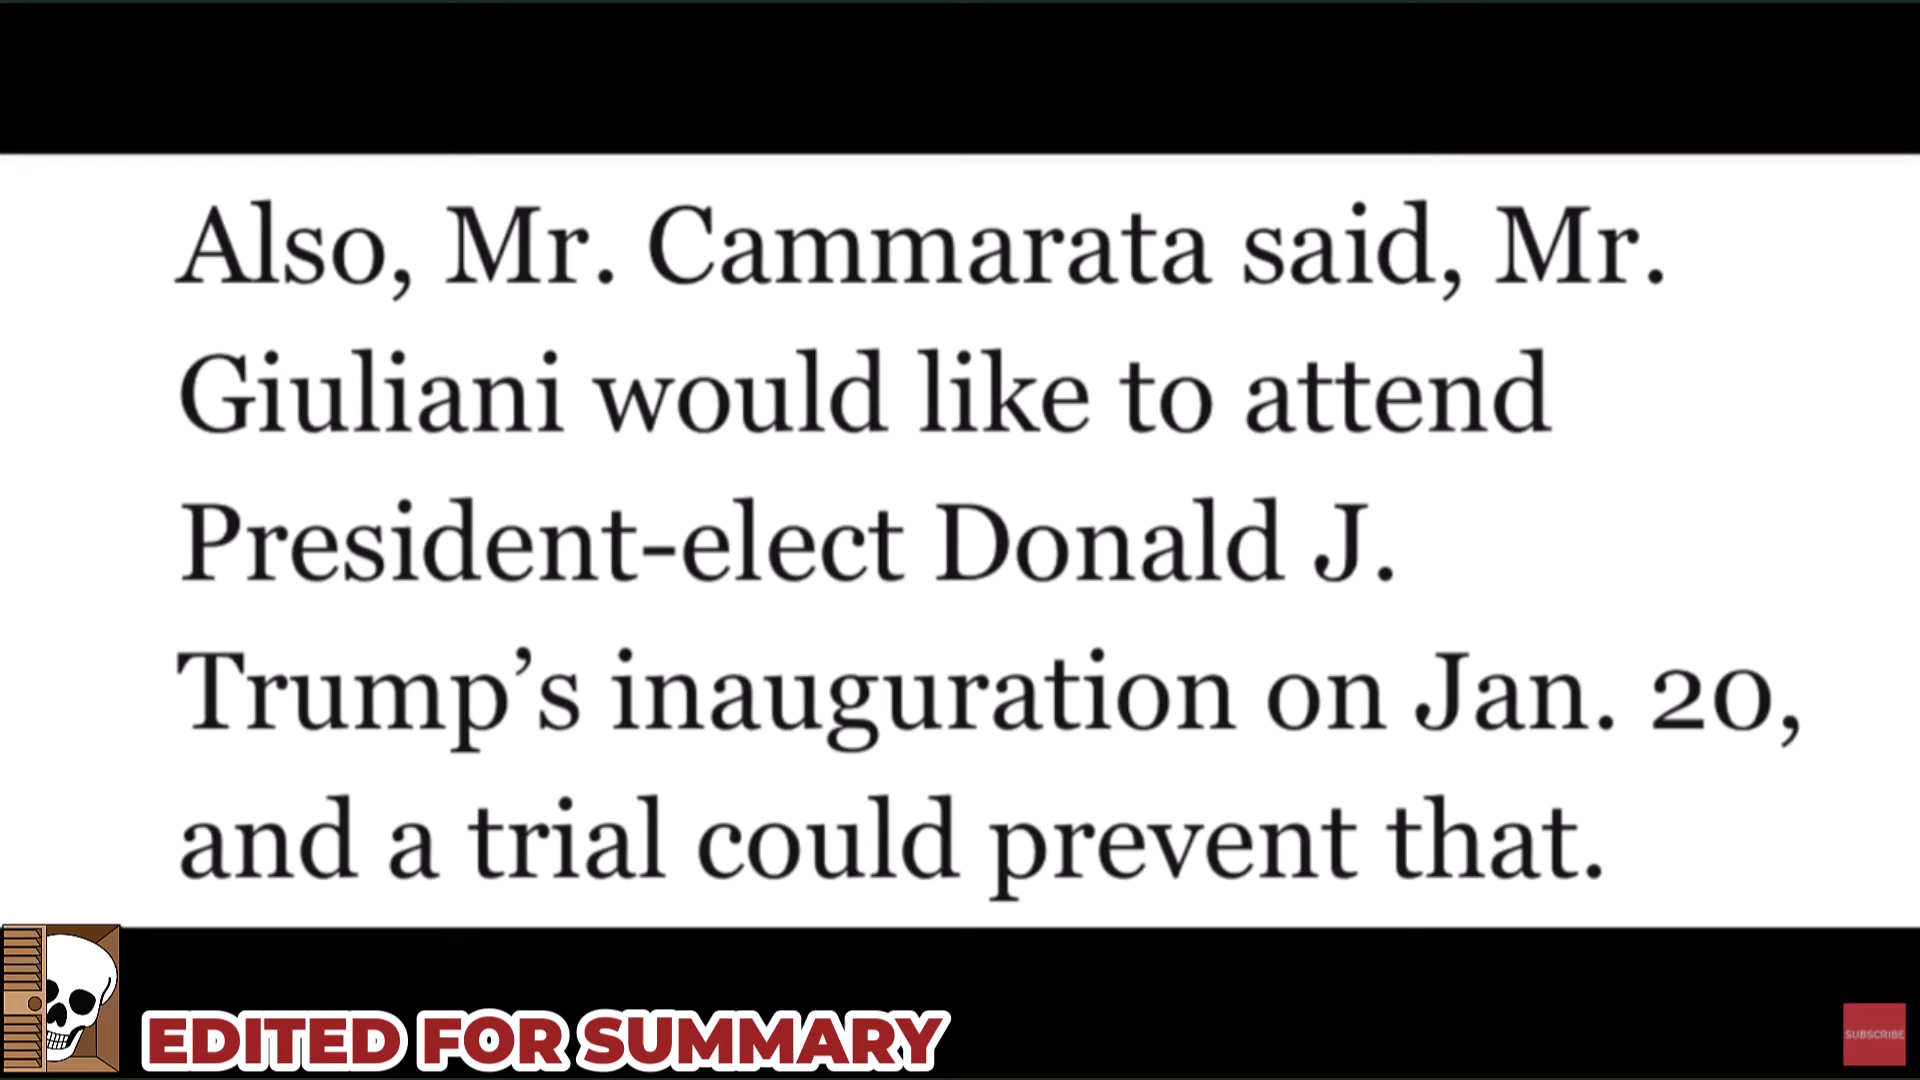 Also, Mr. Cammarata said, Mr.
Giuliani would like to attend
President-elect Donald J.
Trump’s inauguration on Jan. 20,
and a trial could prevent that.
EDITED FOR SUMMARY
SUBSCRIBE